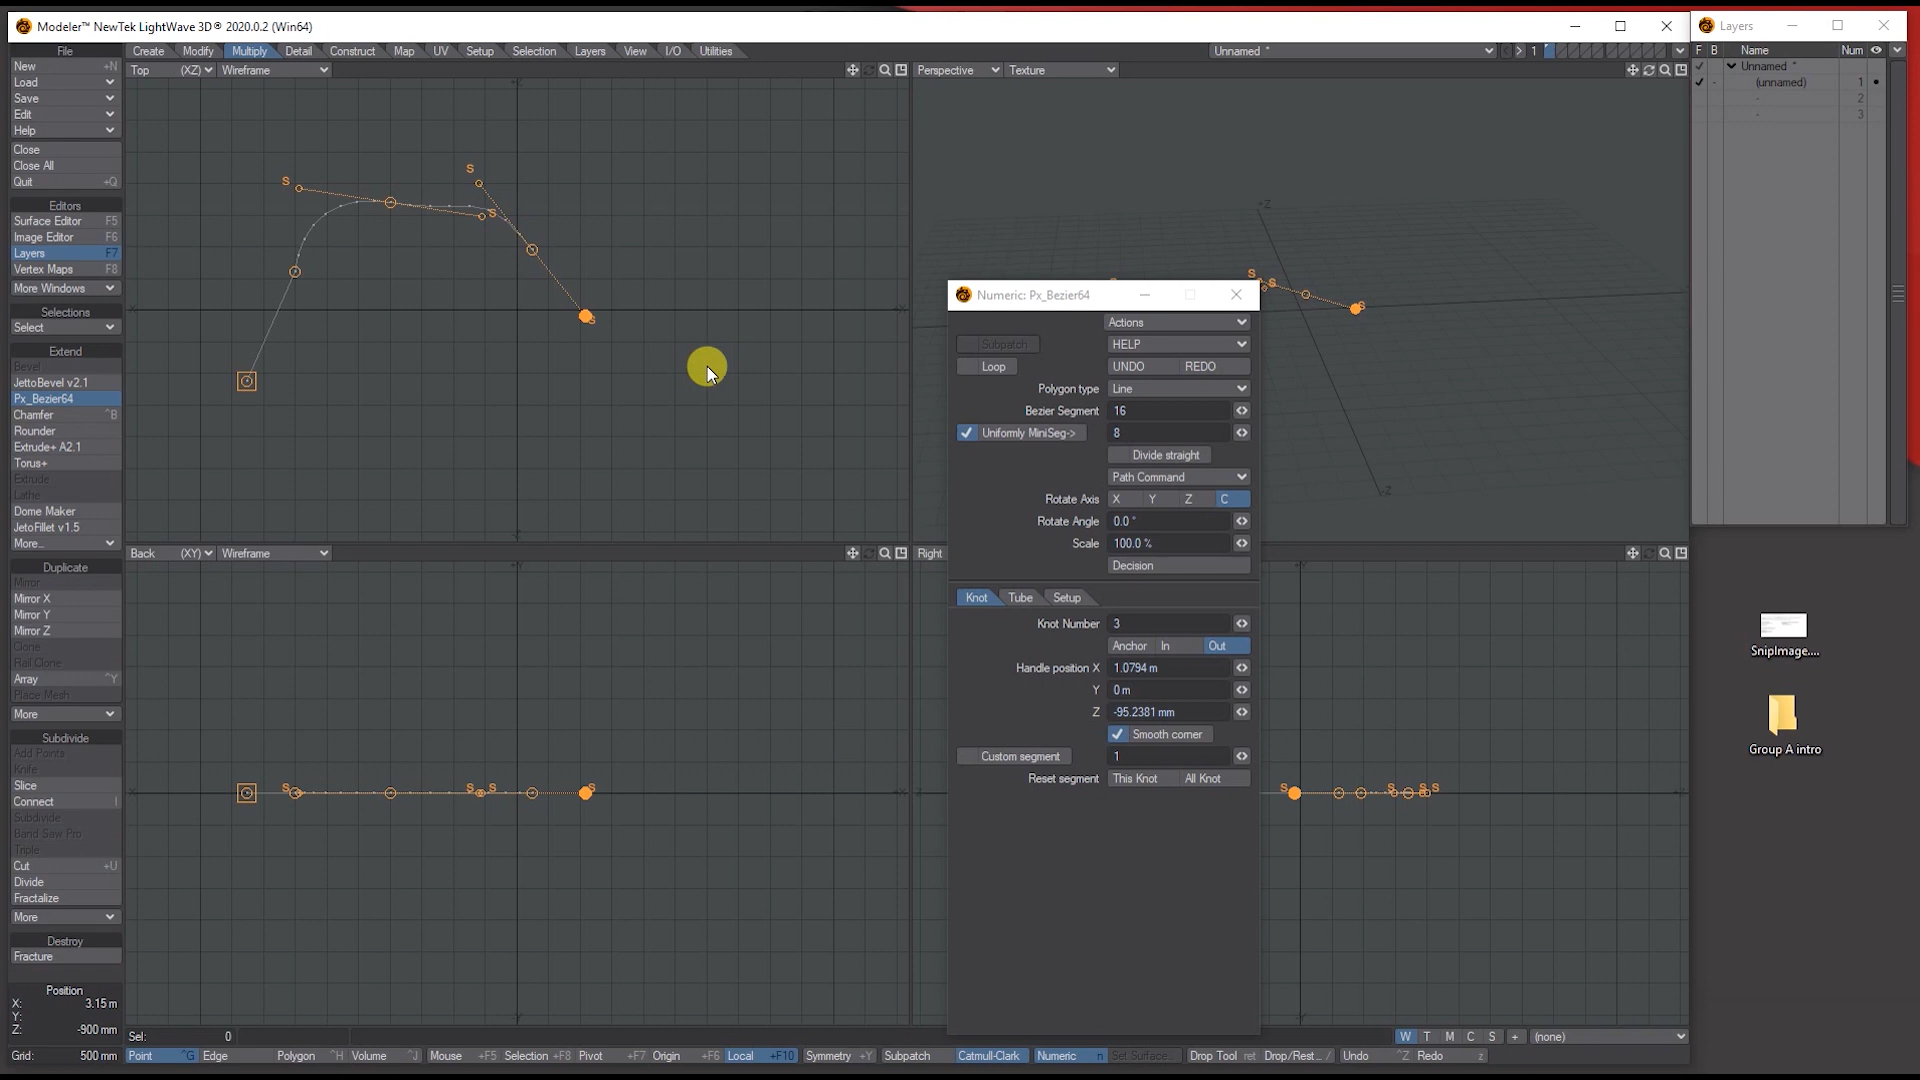 Modeler™ NewTek LightWave 3D® 2020.0.2 (Win64)
Layers
File
Create Modify Multiply Detail Construct Map UV Setup Selection Layers View I/O Utilities
Unnamed *
1
F B Name Num
New +N
Load
Save
Edit
Help
Close
Close All
Quit +Q
Top (XZ) Wireframe
Perspective Texture
Unnamed *
(unnamed) 1
2
3
Editors
Surface Editor F5
Image Editor F6
Layers F7
Vertex Maps F8
More Windows
Selections
Select
Extend
Bevel
JettoBevel v2.1
Px_Bezier64
Chamfer ^B
Rounder
Extrude+ A2.1
Torus+
Extrude
Lathe
Dome Maker
JetoFillet v1.5
More...
Duplicate
Mirror
Mirror X
Mirror Y
Mirror Z
Clone
Rail Clone
Array ^Y
Place Mesh
More
Subdivide
Add Points
Knife
Slice
Connect l
Subdivide
Band Saw Pro
Triple
Cut +U
Divide
Fractalize
More
Destroy
Fracture
Position
X: 3.15 m
Y:
Z: -900 mm
Grid: 500 mm
S S S S
+Z
-Z
Back (XY) Wireframe
Right
Numeric: Px_Bezier64
Actions
Subpatch HELP
Loop UNDO REDO
Polygon type Line
Bezier Segment 16
Uniformly MiniSeg-> 8
Divide straight
Path Command
Rotate Axis X Y Z C
Rotate Angle 0.0 °
Scale 100.0 %
Decision
Knot Tube Setup
Knot Number 3
Anchor In Out
Handle position X 1.0794 m
Y 0 m
Z -95.2381 mm
Smooth corner
Custom segment 1
Reset segment This Knot All Knot
SnipImage....
Group A intro
Sel: 0
W T M C S + (none)
Point ^G Edge Polygon ^H Volume ^J Mouse +F5 Selection +F8 Pivot +F7 Origin +F6 Local +F10 Symmetry +Y Subpatch Catmull-Clark Numeric n Set Surface... Drop Tool ret Drop/Rest... / Undo ^Z Redo z